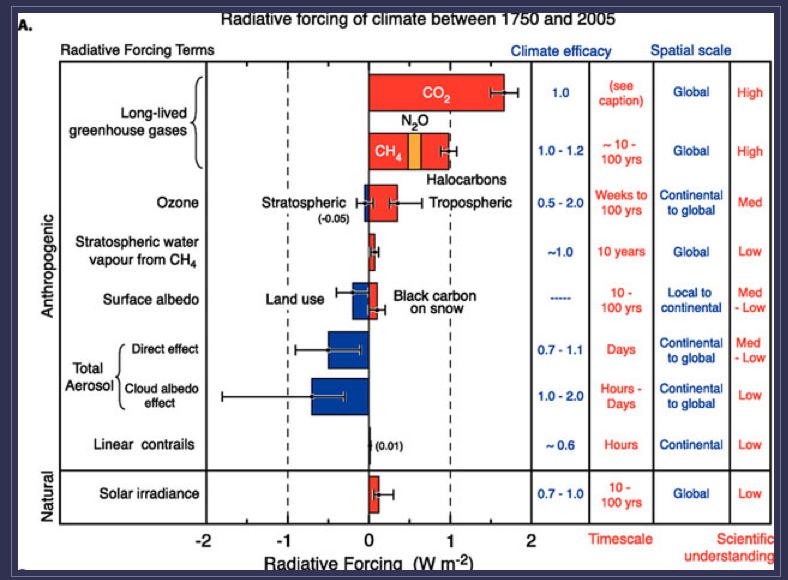 A.
Radiative forcing of climate between 1750 and 2005
Radiative Forcing Terms
Climate efficacy
Spatial scale
Anthropogenic
Long-lived
greenhouse gases
CO₂
1.0
(see
caption)
Global
High
N₂O
CH₄
Halocarbons
1.0 - 1.2
~ 10 -
100 yrs
Global
High
Ozone
Stratospheric
(-0.05)
Tropospheric
0.5 - 2.0
Weeks to
100 yrs
Continental
to global
Med
Stratospheric water
vapour from CH₄
~1.0
10 years
Global
Low
Surface albedo
Land use
Black carbon
on snow
-----
10 -
100 yrs
Local to
continental
Med
- Low
Total
Aerosol
Direct effect
0.7 - 1.1
Days
Continental
to global
Med
- Low
Cloud albedo
effect
1.0 - 2.0
Hours -
Days
Continental
to global
Low
Linear contrails
(0.01)
~ 0.6
Hours
Continental
Low
Natural
Solar irradiance
0.7 - 1.0
10 -
100 yrs
Global
Low
-2 -1 0 1 2
Timescale
Scientific
understanding
Radiative Forcing (W m⁻²)